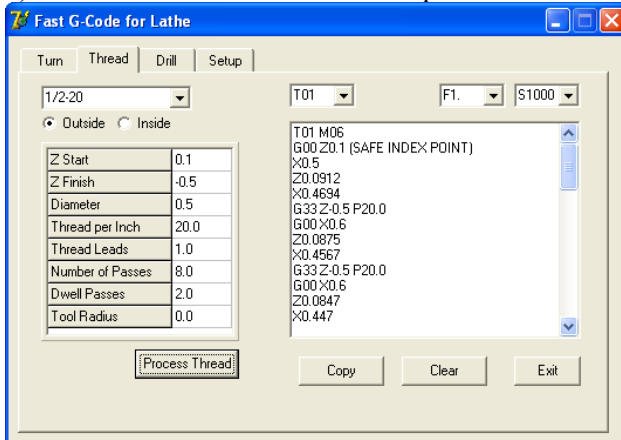 Fast G-Code for Lathe
Turn Thread Drill Setup
1/2-20 T01 F1. S1000
Outside Inside
Z Start 0.1
Z Finish -0.5
Diameter 0.5
Thread per Inch 20.0
Thread Leads 1.0
Number of Passes 8.0
Dwell Passes 2.0
Tool Radius 0.0
Process Thread
T01 M06
G00 Z0.1 (SAFE INDEX POINT)
X0.5
Z0.0912
X0.4694
G33 Z-0.5 P20.0
G00 X0.6
Z0.0875
X0.4567
G33 Z-0.5 P20.0
G00 X0.6
Z0.0847
X0.447
Copy Clear Exit